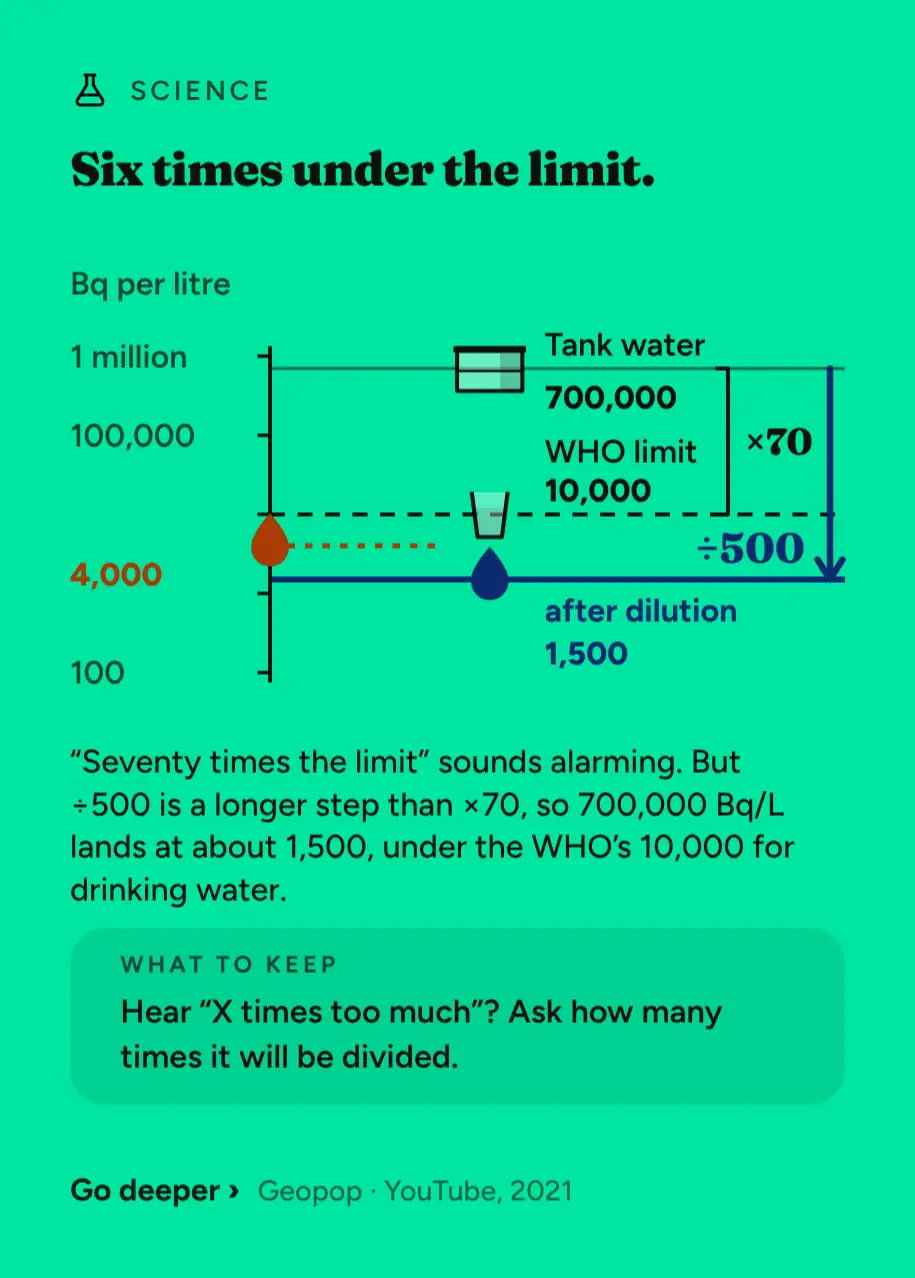 SCIENCE
Six times under the limit.
Bq per litre
1 million
100,000
4,000
100
Tank water
700,000
WHO limit
10,000
×70
÷500
after dilution
1,500
“Seventy times the limit” sounds alarming. But
÷500 is a longer step than ×70, so 700,000 Bq/L
lands at about 1,500, under the WHO’s 10,000 for
drinking water.
WHAT TO KEEP
Hear “X times too much”? Ask how many
times it will be divided.
Go deeper › Geopop · YouTube, 2021